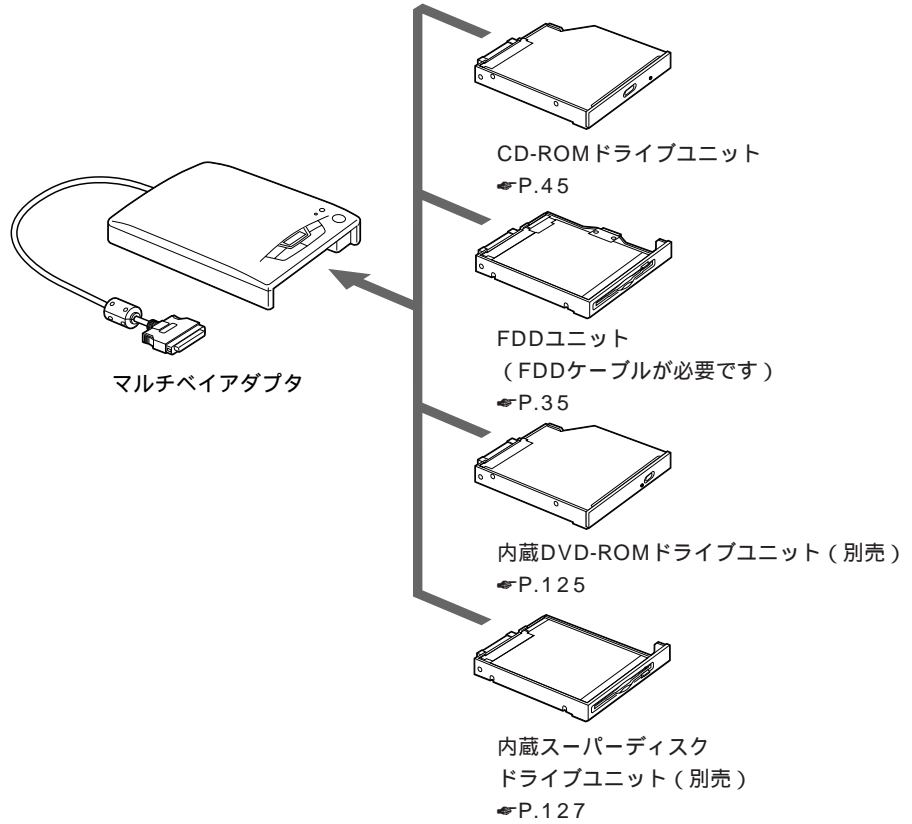 CD-ROMドライブユニット
☛P.45
マルチベイアダプタ
FDDユニット
（FDDケーブルが必要です）
☛P.35
内蔵DVD-ROMドライブユニット（別売）
☛P.125
内蔵スーパーディスク
ドライブユニット（別売）
☛P.127